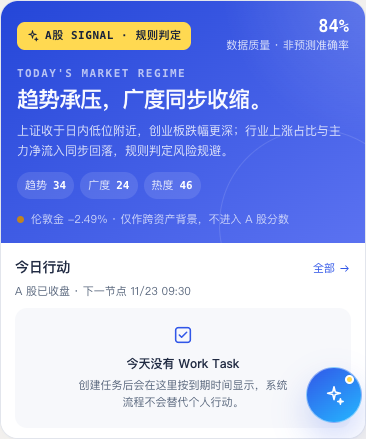 A股 SIGNAL · 规则判定
84%
数据质量 · 非预测准确率
TODAY'S MARKET REGIME
趋势承压，广度同步收缩。
上证收于日内低位附近，创业板跌幅更深；行业上涨占比与主
力净流入同步回落，规则判定风险规避。
趋势 34 广度 24 热度 46
伦敦金 −2.49% · 仅作跨资产背景，不进入 A 股分数
今日行动
全部 →
A 股已收盘 · 下一节点 11/23 09:30
今天没有 Work Task
创建任务后会在这里按到期时间显示，系统
流程不会替代个人行动。